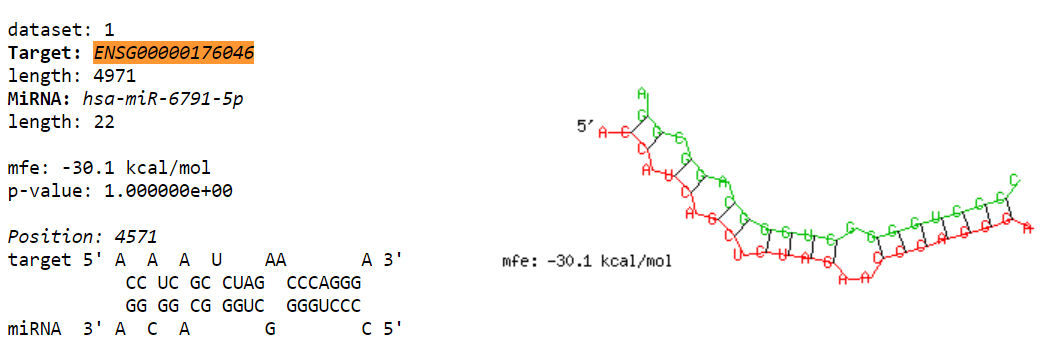 dataset: 1
Target: ENSG00000176046
length: 4971
MiRNA: hsa-miR-6791-5p
length: 22
mfe: -30.1 kcal/mol
p-value: 1.000000e+00
Position: 4571
target 5' A  A  A  U    AA       A 3'
           CC UC GC CUAG  CCCAGGG
           GG GG CG GGUC  GGGUCCC
miRNA  3' A  C  A       G        C 5'
5'
mfe: -30.1 kcal/mol